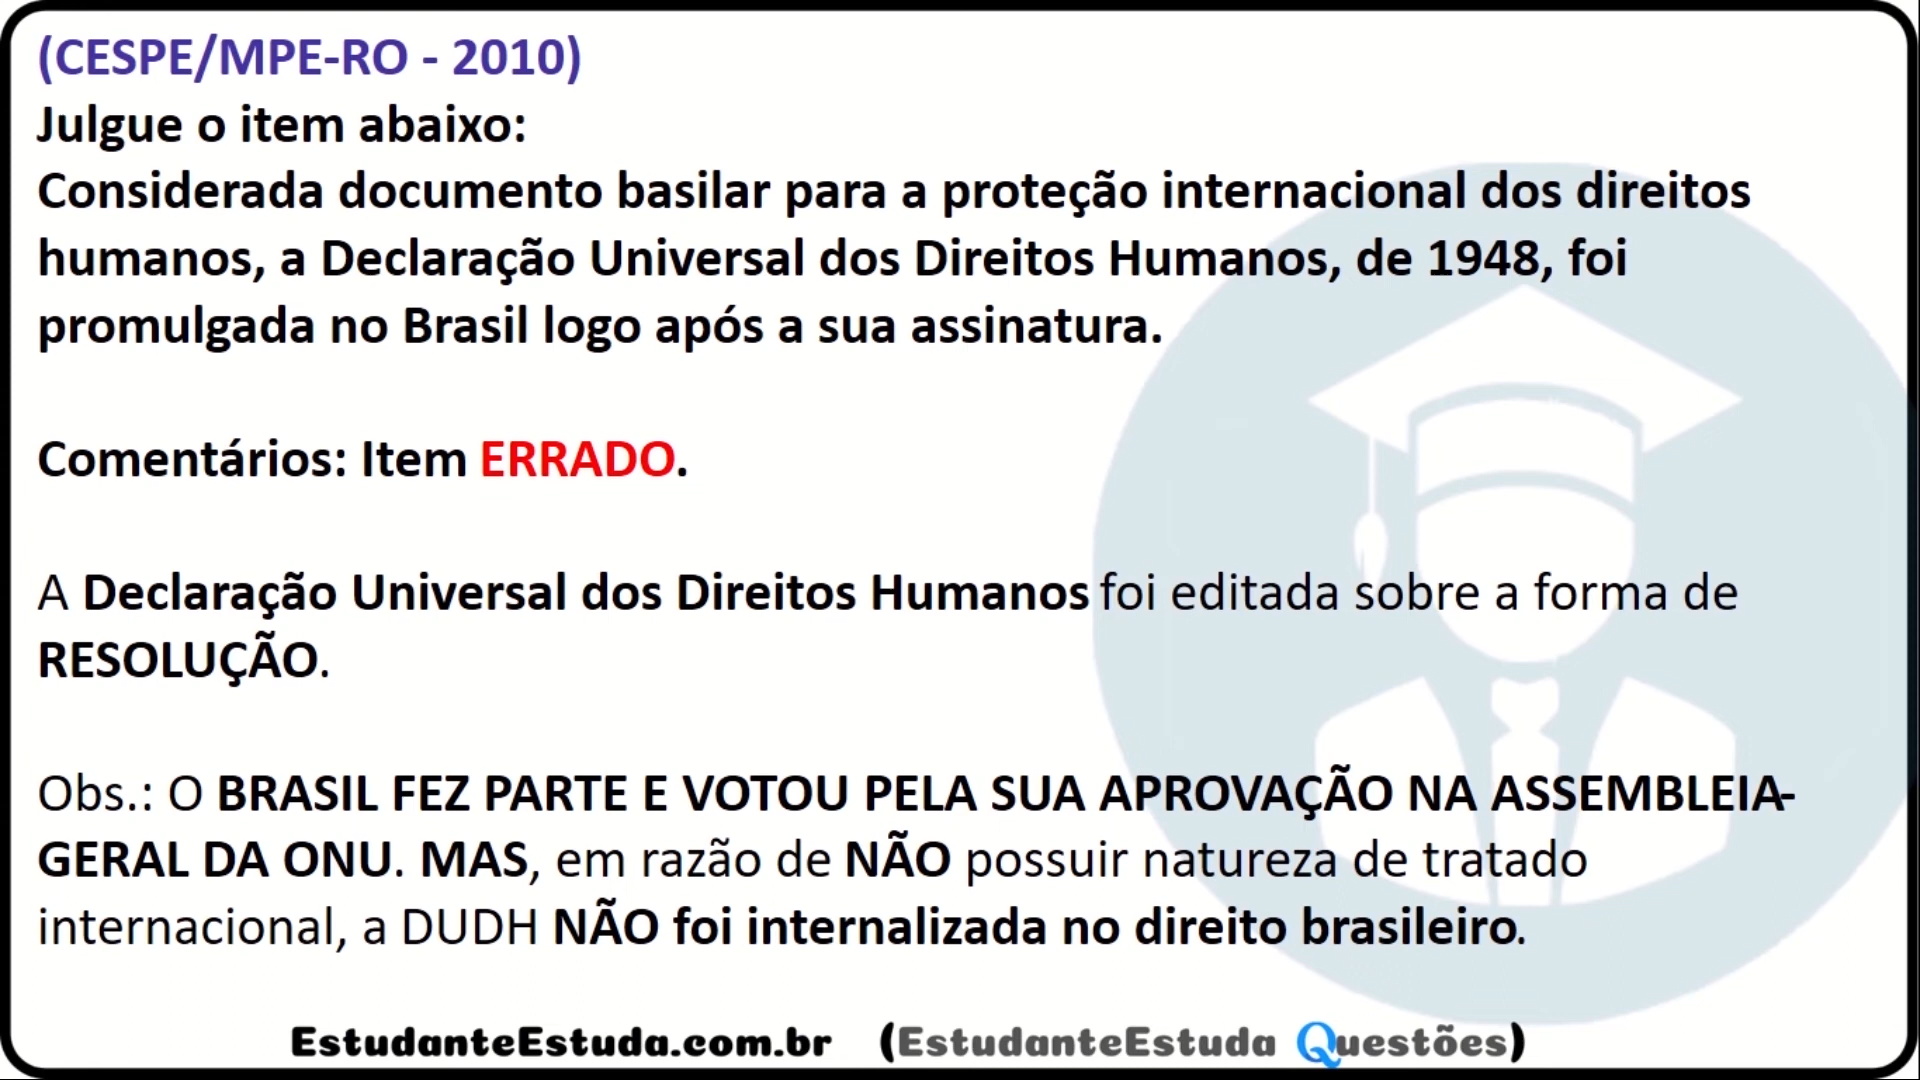 (CESPE/MPE-RO - 2010)
Julgue o item abaixo:
Considerada documento basilar para a proteção internacional dos direitos
humanos, a Declaração Universal dos Direitos Humanos, de 1948, foi
promulgada no Brasil logo após a sua assinatura.
Comentários: Item ERRADO.
A Declaração Universal dos Direitos Humanos foi editada sobre a forma de
RESOLUÇÃO.
Obs.: O BRASIL FEZ PARTE E VOTOU PELA SUA APROVAÇÃO NA ASSEMBLEIA-
GERAL DA ONU. MAS, em razão de NÃO possuir natureza de tratado
internacional, a DUDH NÃO foi internalizada no direito brasileiro.
EstudanteEstuda.com.br (EstudanteEstuda Questões)